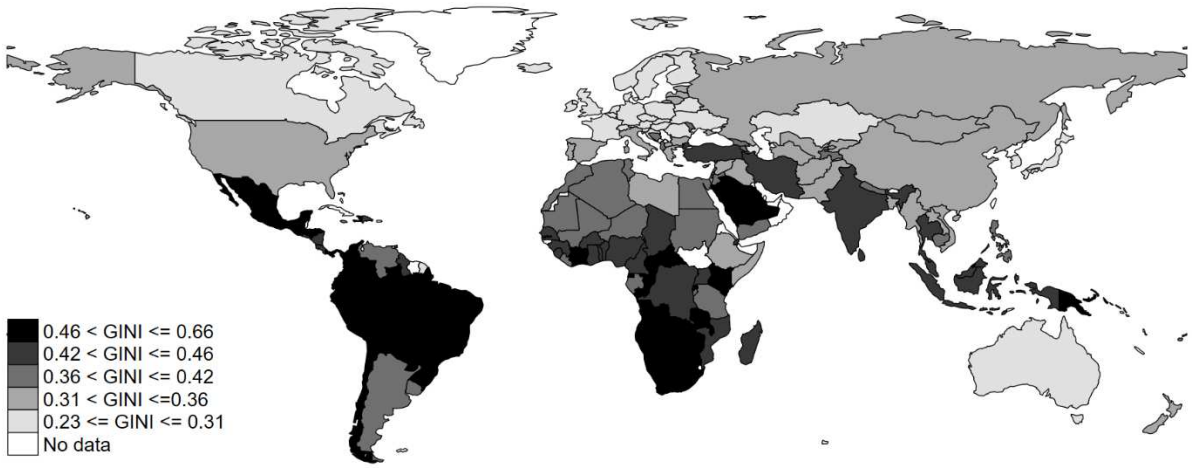 0.46 < GINI <= 0.66
0.42 < GINI <= 0.46
0.36 < GINI <= 0.42
0.31 < GINI <=0.36
0.23 <= GINI <= 0.31
No data